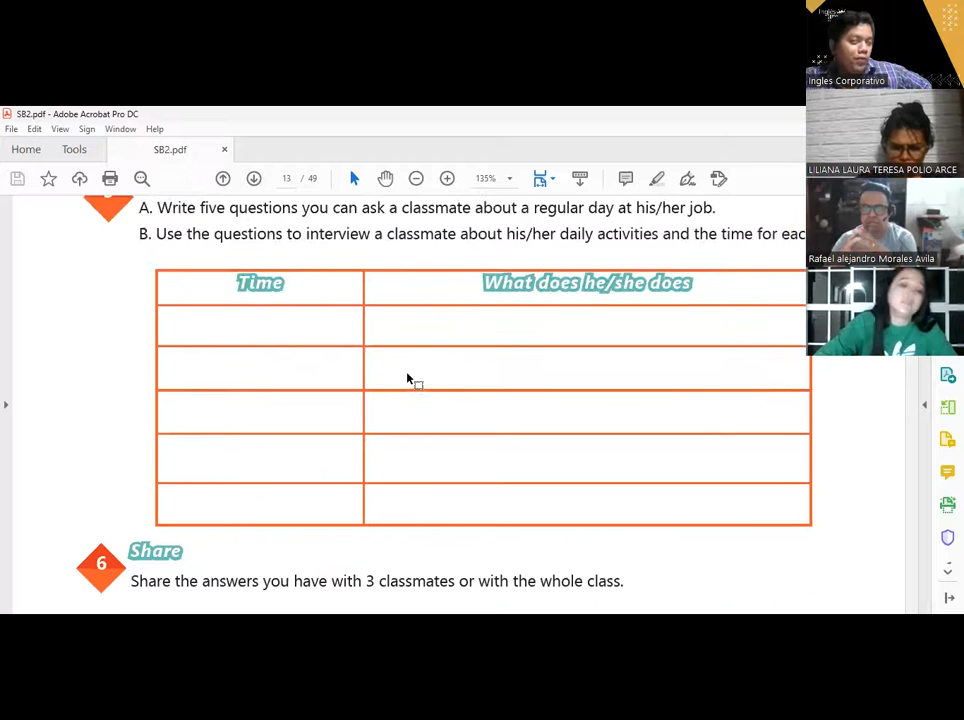 SB2.pdf - Adobe Acrobat Pro DC
File Edit View Sign Window Help
Home Tools SB2.pdf ×
13 / 49 135%
A. Write five questions you can ask a classmate about a regular day at his/her job.
B. Use the questions to interview a classmate about his/her daily activities and the time for eac
Time What does he/she does
6 Share
Share the answers you have with 3 classmates or with the whole class.
Inglés
Ingles Corporativo
LILIANA LAURA TERESA POLIO ARCE
Rafael alejandro Morales Avila